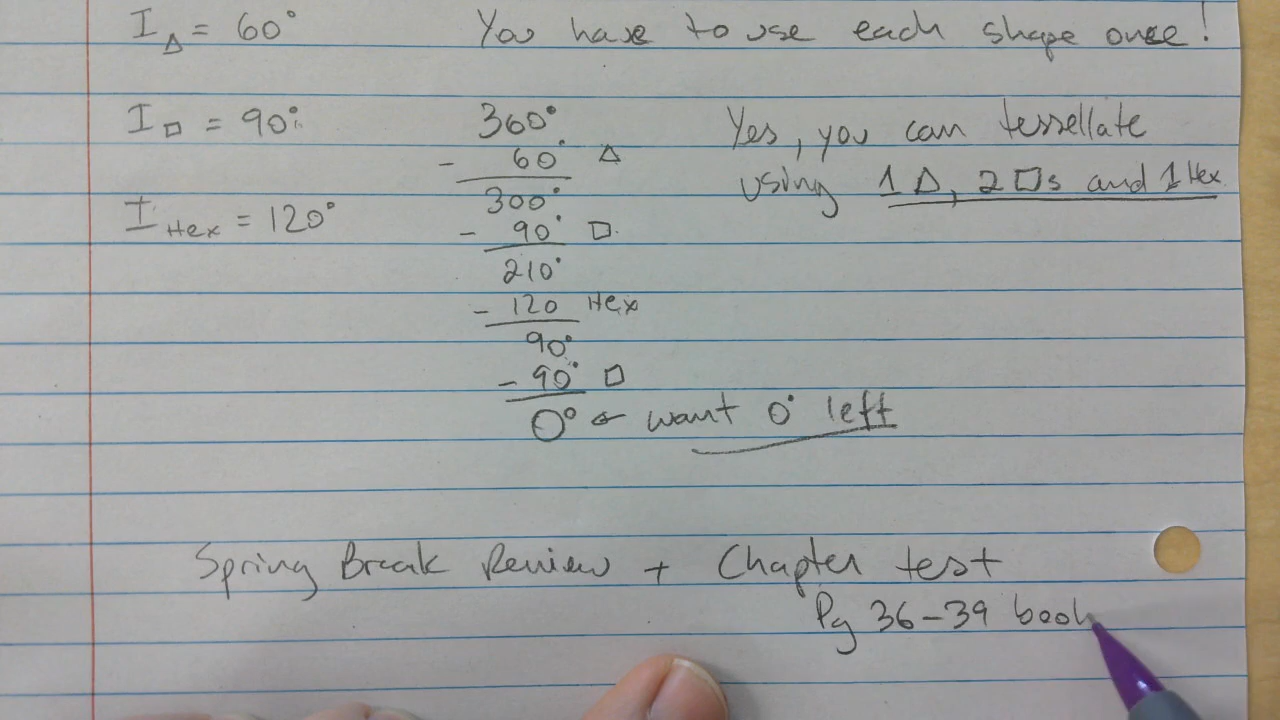 I△ = 60° You have to use each shape once!
I□ = 90° 360° Yes, you can tessellate
- 60° △ using 1△, 2□s and 1 Hex
300°
I Hex = 120° - 90° □
210°
- 120 Hex
90°
- 90° □
0° ← want 0° left
Spring Break Review + Chapter test
Pg 36-39 book